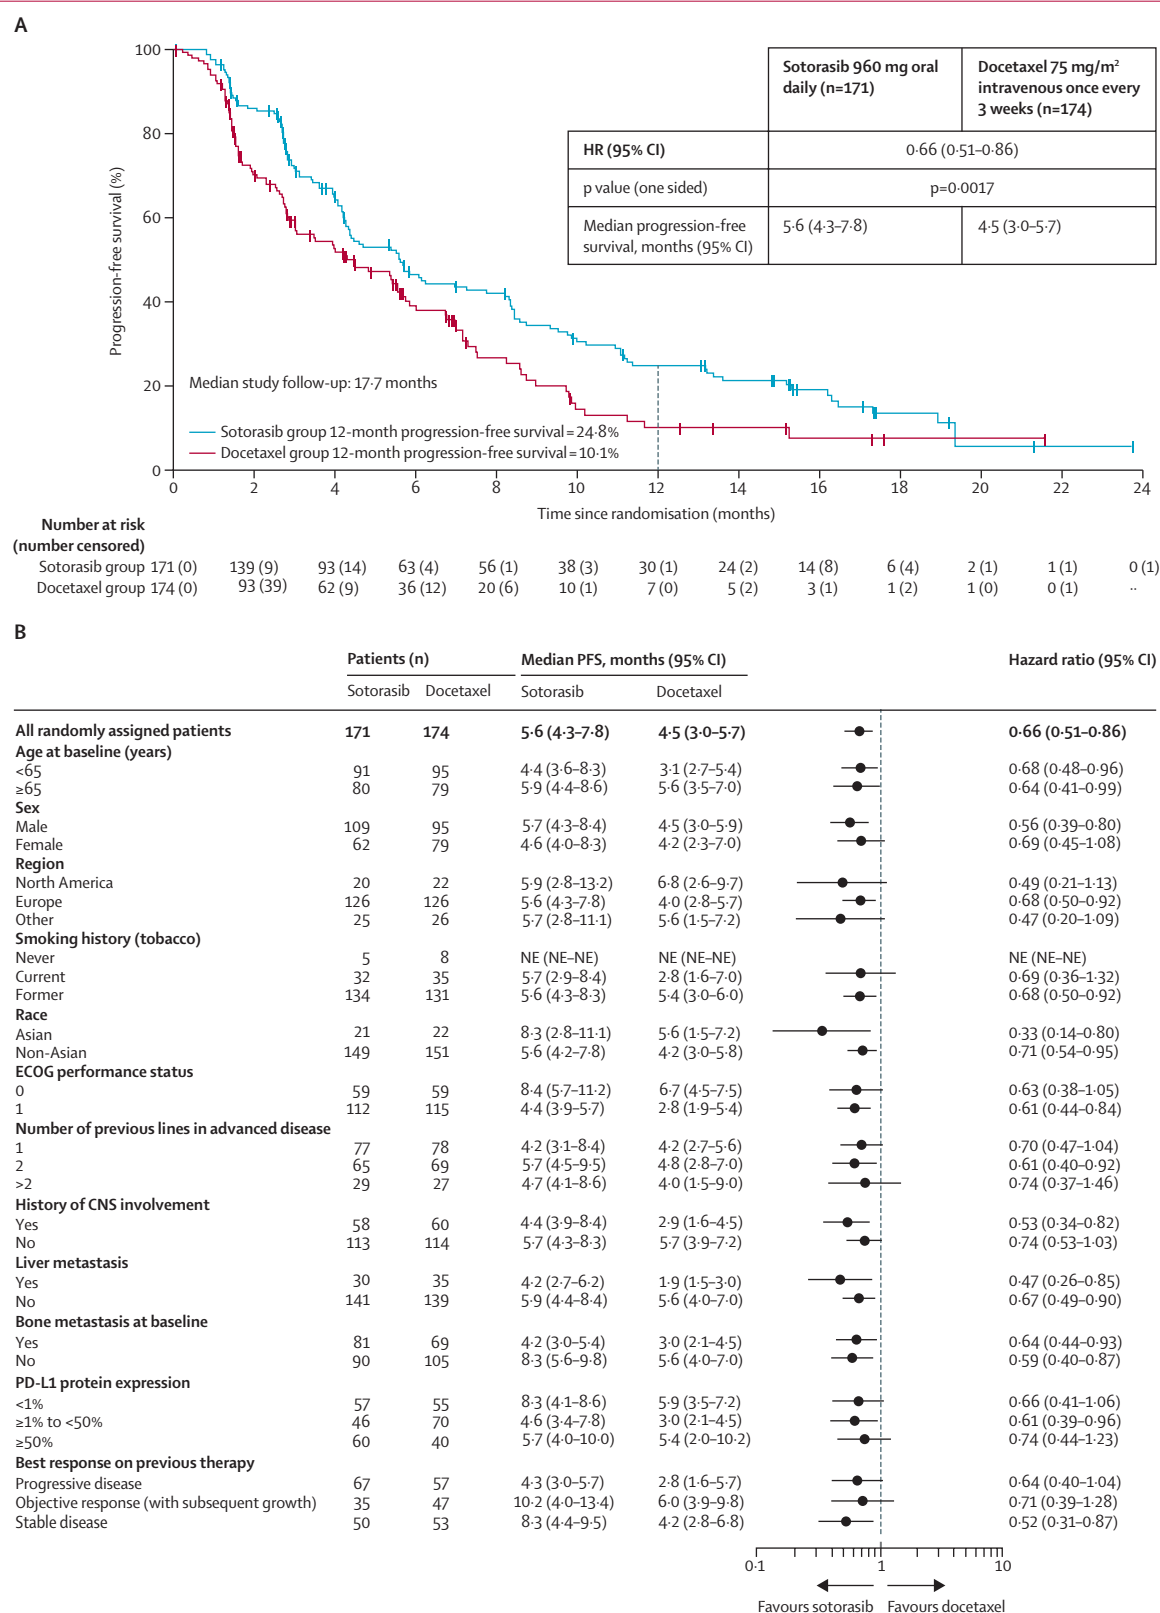 A
Sotorasib 960 mg oral daily (n=171)
Docetaxel 75 mg/m² intravenous once every 3 weeks (n=174)
HR (95% CI) 0·66 (0·51–0·86)
p value (one sided) p=0·0017
Median progression-free survival, months (95% CI) 5·6 (4·3–7·8) 4·5 (3·0–5·7)
Progression-free survival (%)
100
80
60
40
20
0
Median study follow-up: 17·7 months
Sotorasib group 12-month progression-free survival=24·8%
Docetaxel group 12-month progression-free survival=10·1%
0 2 4 6 8 10 12 14 16 18 20 22 24
Time since randomisation (months)
Number at risk
(number censored)
Sotorasib group 171 (0) 139 (9) 93 (14) 63 (4) 56 (1) 38 (3) 30 (1) 24 (2) 14 (8) 6 (4) 2 (1) 1 (1) 0 (1)
Docetaxel group 174 (0) 93 (39) 62 (9) 36 (12) 20 (6) 10 (1) 7 (0) 5 (2) 3 (1) 1 (2) 1 (0) 0 (1) ··
B
Patients (n) Median PFS, months (95% CI) Hazard ratio (95% CI)
Sotorasib Docetaxel Sotorasib Docetaxel
All randomly assigned patients 171 174 5·6 (4·3–7·8) 4·5 (3·0–5·7) 0·66 (0·51–0·86)
Age at baseline (years)
<65 91 95 4·4 (3·6–8·3) 3·1 (2·7–5·4) 0·68 (0·48–0·96)
≥65 80 79 5·9 (4·4–8·6) 5·6 (3·5–7·0) 0·64 (0·41–0·99)
Sex
Male 109 95 5·7 (4·3–8·4) 4·5 (3·0–5·9) 0·56 (0·39–0·80)
Female 62 79 4·6 (4·0–8·3) 4·2 (2·3–7·0) 0·69 (0·45–1·08)
Region
North America 20 22 5·9 (2·8–13·2) 6·8 (2·6–9·7) 0·49 (0·21–1·13)
Europe 126 126 5·6 (4·3–7·8) 4·0 (2·8–5·7) 0·68 (0·50–0·92)
Other 25 26 5·7 (2·8–11·1) 5·6 (1·5–7·2) 0·47 (0·20–1·09)
Smoking history (tobacco)
Never 5 8 NE (NE–NE) NE (NE–NE) NE (NE–NE)
Current 32 35 5·7 (2·9–8·4) 2·8 (1·6–7·0) 0·69 (0·36–1·32)
Former 134 131 5·6 (4·3–8·3) 5·4 (3·0–6·0) 0·68 (0·50–0·92)
Race
Asian 21 22 8·3 (2·8–11·1) 5·6 (1·5–7·2) 0·33 (0·14–0·80)
Non-Asian 149 151 5·6 (4·2–7·8) 4·2 (3·0–5·8) 0·71 (0·54–0·95)
ECOG performance status
0 59 59 8·4 (5·7–11·2) 6·7 (4·5–7·5) 0·63 (0·38–1·05)
1 112 115 4·4 (3·9–5·7) 2·8 (1·9–5·4) 0·61 (0·44–0·84)
Number of previous lines in advanced disease
1 77 78 4·2 (3·1–8·4) 4·2 (2·7–5·6) 0·70 (0·47–1·04)
2 65 69 5·7 (4·5–9·5) 4·8 (2·8–7·0) 0·61 (0·40–0·92)
>2 29 27 4·7 (4·1–8·6) 4·0 (1·5–9·0) 0·74 (0·37–1·46)
History of CNS involvement
Yes 58 60 4·4 (3·9–8·4) 2·9 (1·6–4·5) 0·53 (0·34–0·82)
No 113 114 5·7 (4·3–8·3) 5·7 (3·9–7·2) 0·74 (0·53–1·03)
Liver metastasis
Yes 30 35 4·2 (2·7–6·2) 1·9 (1·5–3·0) 0·47 (0·26–0·85)
No 141 139 5·9 (4·4–8·4) 5·6 (4·0–7·0) 0·67 (0·49–0·90)
Bone metastasis at baseline
Yes 81 69 4·2 (3·0–5·4) 3·0 (2·1–4·5) 0·64 (0·44–0·93)
No 90 105 8·3 (5·6–9·8) 5·6 (4·0–7·0) 0·59 (0·40–0·87)
PD-L1 protein expression
<1% 57 55 8·3 (4·1–8·6) 5·9 (3·5–7·2) 0·66 (0·41–1·06)
≥1% to <50% 46 70 4·6 (3·4–7·8) 3·0 (2·1–4·5) 0·61 (0·39–0·96)
≥50% 60 40 5·7 (4·0–10·0) 5·4 (2·0–10·2) 0·74 (0·44–1·23)
Best response on previous therapy
Progressive disease 67 57 4·3 (3·0–5·7) 2·8 (1·6–5·7) 0·64 (0·40–1·04)
Objective response (with subsequent growth) 35 47 10·2 (4·0–13·4) 6·0 (3·9–9·8) 0·71 (0·39–1·28)
Stable disease 50 53 8·3 (4·4–9·5) 4·2 (2·8–6·8) 0·52 (0·31–0·87)
0·1 1 10
Favours sotorasib Favours docetaxel